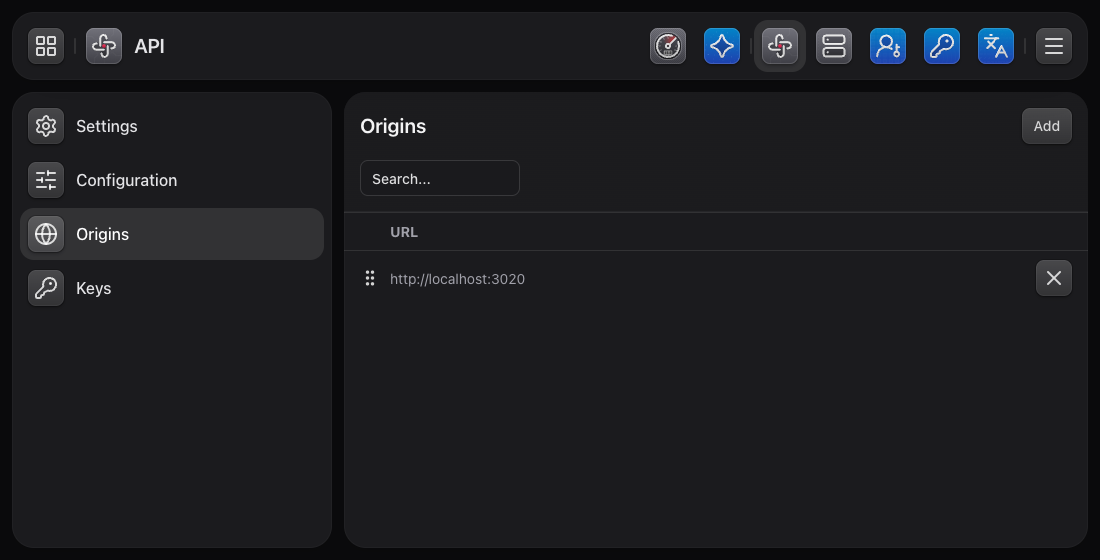 API
Settings
Configuration
Origins
Keys
Origins
Add
Search...
URL
http://localhost:3020